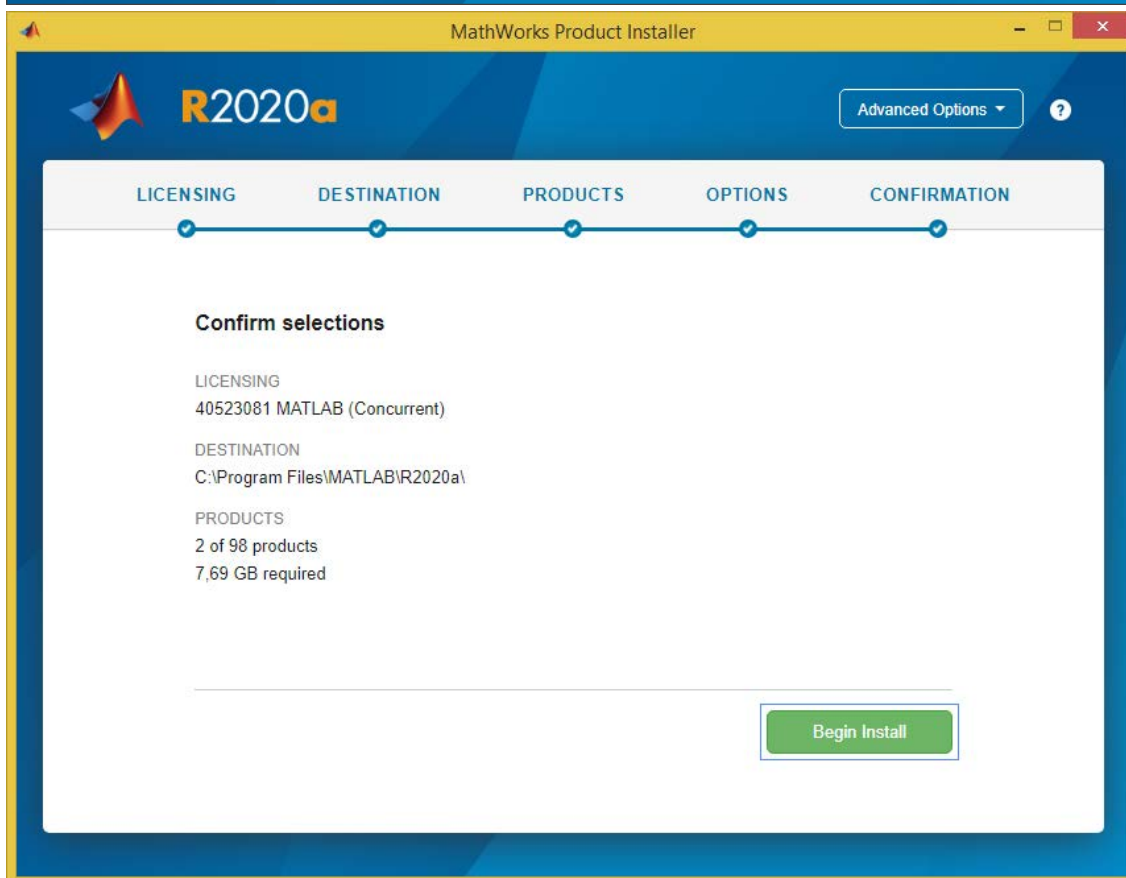 MathWorks Product Installer
R2020a
Advanced Options
?
LICENSING DESTINATION PRODUCTS OPTIONS CONFIRMATION
Confirm selections
LICENSING
40523081 MATLAB (Concurrent)
DESTINATION
C:\Program Files\MATLAB\R2020a\
PRODUCTS
2 of 98 products
7,69 GB required
Begin Install